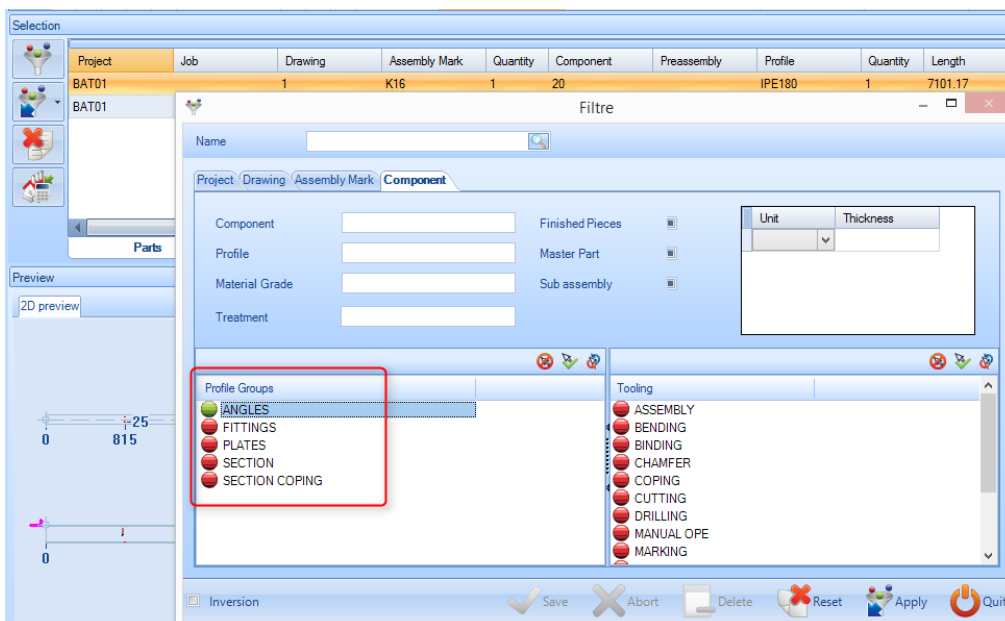 Selection
Project Job Drawing Assembly Mark Quantity Component Preassembly Profile Quantity Length
BAT01 1 K16 1 20 IPE180 1 7101.17
BAT01
Filtre
Name
Project Drawing Assembly Mark Component
Component Finished Pieces Unit Thickness
Profile Master Part
Material Grade Sub assembly
Treatment
Parts
Preview
2D preview
Profile Groups Tooling
ANGLES ASSEMBLY
FITTINGS BENDING
PLATES BINDING
SECTION CHAMFER
SECTION COPING COPING
CUTTING
DRILLING
MANUAL OPE
MARKING
-25
0 815
0
Inversion Save Abort Delete Reset Apply Quit